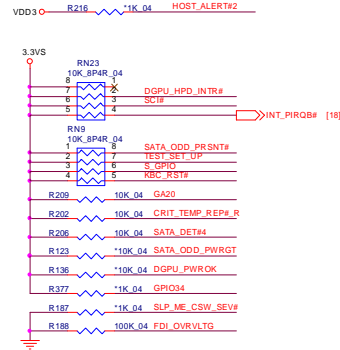 VDD3 R216 *1K_04 HOST_ALERT#2
3.3VS
RN23
10K_8P4R_04
8 1
7 2 DGPU_HPD_INTR#
6 3 SCI#
5 4 INT_PIRQB# [18]
RN9
10K_8P4R_04
1 8 SATA_ODD_PRSNT#
2 7 TEST_SET_UP
3 6 S_GPIO
4 5 KBC_RST#
R209 10K_04 GA20
R202 10K_04 CRIT_TEMP_REP#_R
R206 10K_04 SATA_DET#4
R123 *10K_04 SATA_ODD_PWRGT
R136 *10K_04 DGPU_PWROK
R377 *1K_04 GPIO34
R187 *1K_04 SLP_ME_CSW_SEV#
R188 100K_04 FDI_OVRVLTG